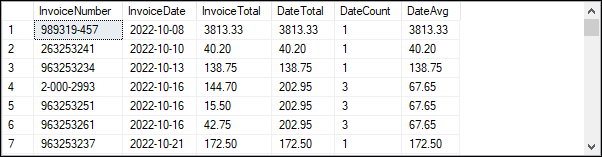 InvoiceNumber InvoiceDate InvoiceTotal DateTotal DateCount DateAvg
1 989319-457 2022-10-08 3813.33 3813.33 1 3813.33
2 263253241 2022-10-10 40.20 40.20 1 40.20
3 963253234 2022-10-13 138.75 138.75 1 138.75
4 2-000-2993 2022-10-16 144.70 202.95 3 67.65
5 963253251 2022-10-16 15.50 202.95 3 67.65
6 963253261 2022-10-16 42.75 202.95 3 67.65
7 963253237 2022-10-21 172.50 172.50 1 172.50